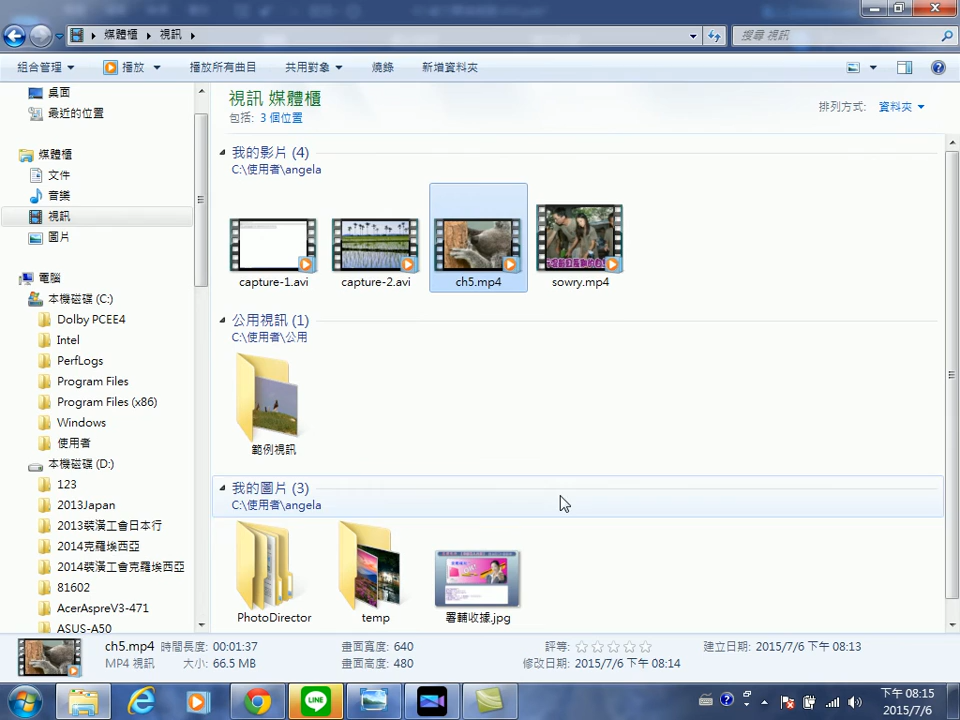 媒體櫃 視訊
搜尋 視訊
組合管理 播放 播放所有曲目 共用對象 燒錄 新增資料夾
桌面
最近的位置
媒體櫃
文件
音樂
視訊
圖片
電腦
本機磁碟 (C:)
Dolby PCEE4
Intel
PerfLogs
Program Files
Program Files (x86)
Windows
使用者
本機磁碟 (D:)
123
2013Japan
2013裝潢工會日本行
2014克羅埃西亞
2014裝潢工會克羅埃西亞
81602
AcerAspreV3-471
ASUS-A50
視訊 媒體櫃
包括: 3 個位置
排列方式: 資料夾
我的影片 (4)
C:\使用者\angela
capture-1.avi capture-2.avi ch5.mp4 sowry.mp4
公用視訊 (1)
C:\使用者\公用
範例視訊
我的圖片 (3)
C:\使用者\angela
PhotoDirector temp 署輔收據.jpg
ch5.mp4 時間長度: 00:01:37 畫面寬度: 640 評等: 建立日期: 2015/7/6 下午 08:13
MP4 視訊 大小: 66.5 MB 畫面高度: 480 修改日期: 2015/7/6 下午 08:14
LINE
下午 08:15
2015/7/6